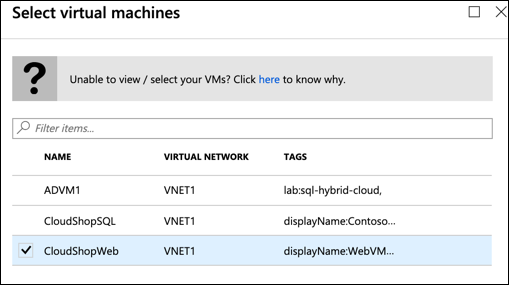 Select virtual machines
?
Unable to view / select your VMs? Click here to know why.
Filter items...
NAME VIRTUAL NETWORK TAGS
ADVM1 VNET1 lab:sql-hybrid-cloud,
CloudShopSQL VNET1 displayName:Contoso...
CloudShopWeb VNET1 displayName:WebVM...